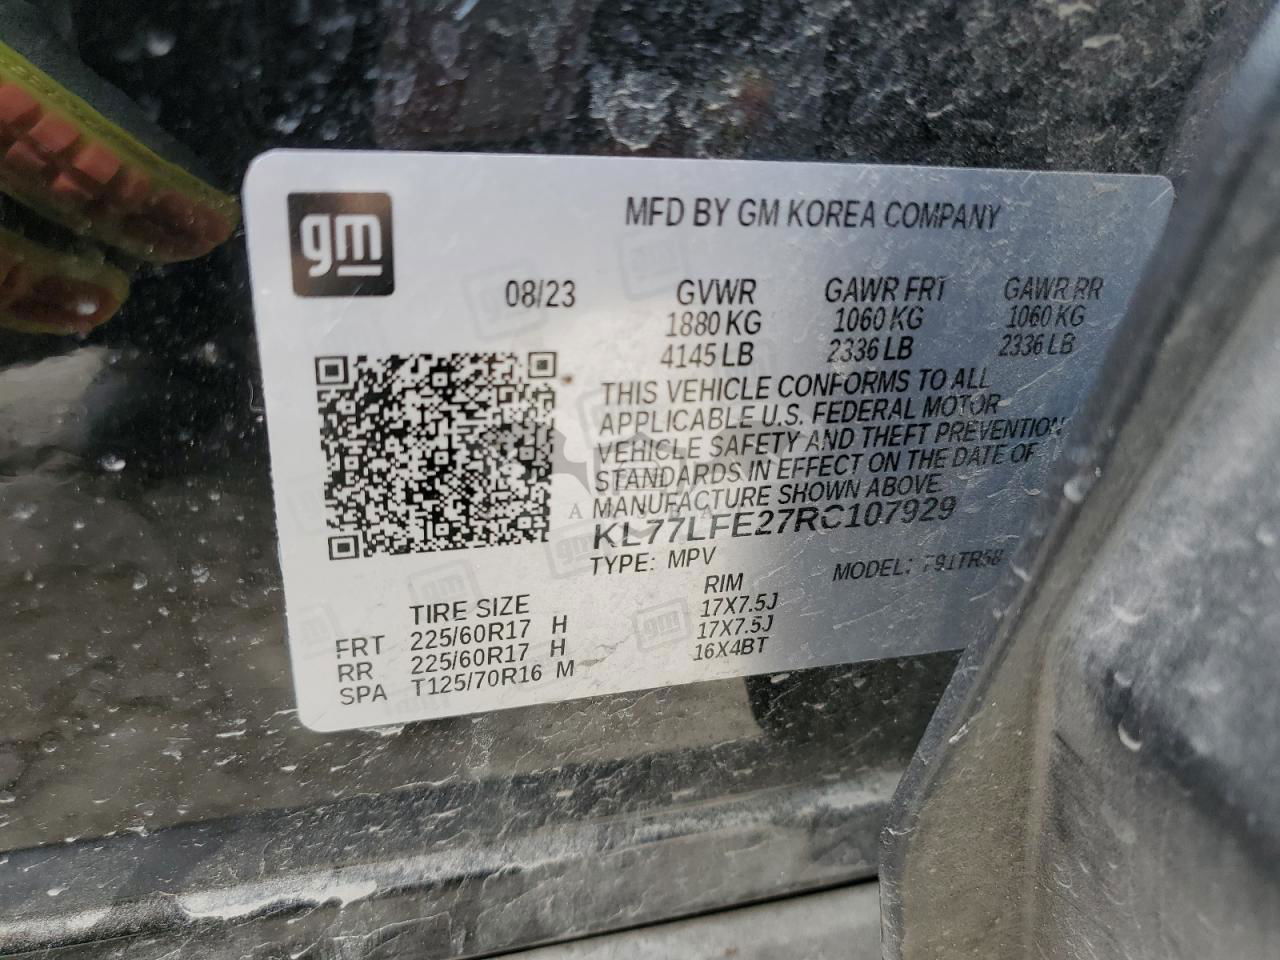 gm
MFD BY GM KOREA COMPANY
08/23
GVWR GAWR FRT GAWR RR
1880 KG 1060 KG 1060 KG
4145 LB 2336 LB 2336 LB
THIS VEHICLE CONFORMS TO ALL
APPLICABLE U.S. FEDERAL MOTOR
VEHICLE SAFETY AND THEFT PREVENTION
STANDARDS IN EFFECT ON THE DATE OF
MANUFACTURE SHOWN ABOVE
KL77LFE27RC107929
TYPE: MPV MODEL:
TIRE SIZE RIM
FRT 225/60R17 H 17X7.5J
RR 225/60R17 H 17X7.5J
SPA T125/70R16 M 16X4BT